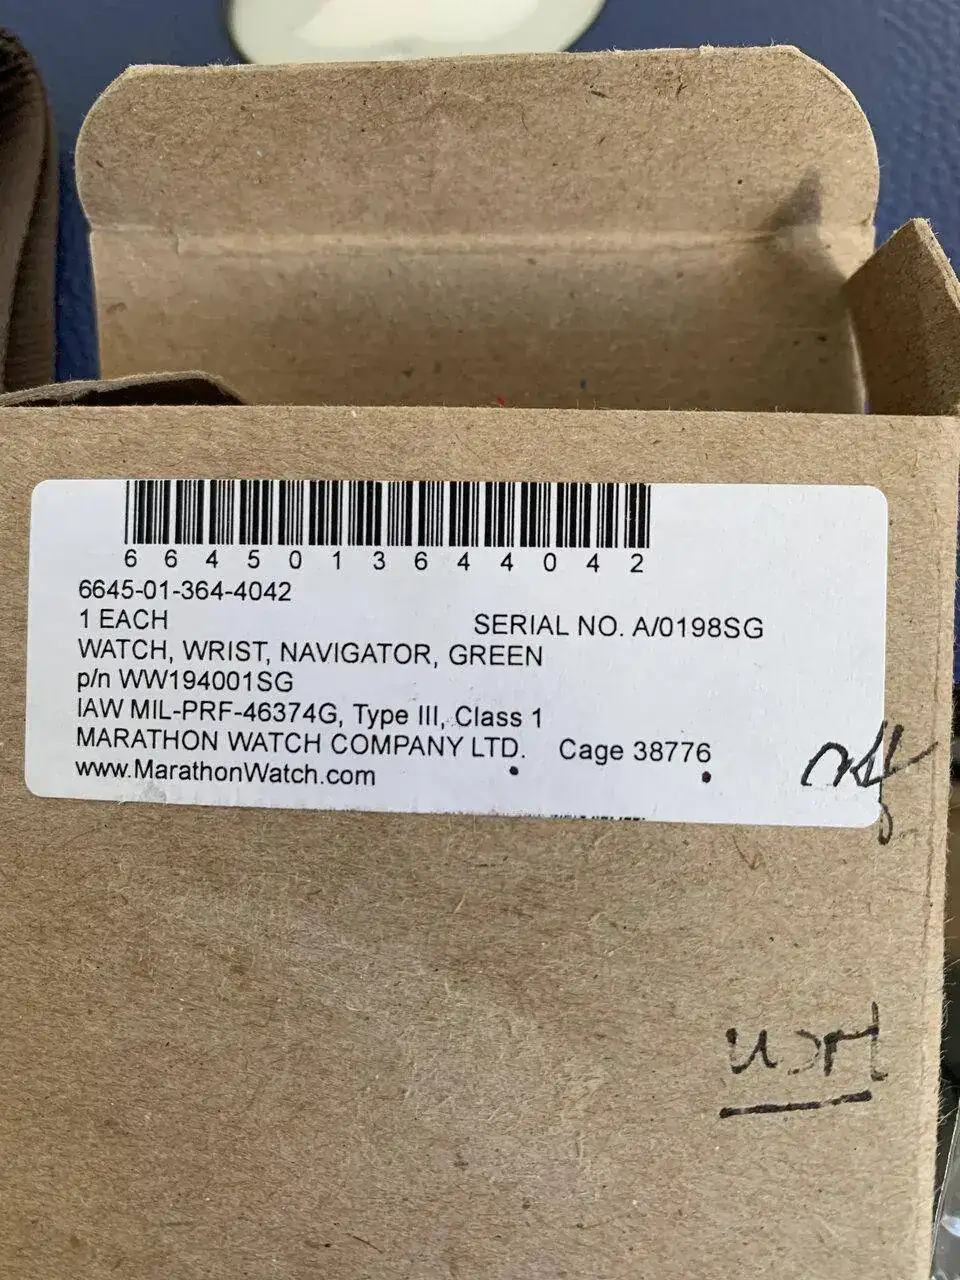 6645013644042
6645-01-364-4042
1 EACH SERIAL NO. A/0198SG
WATCH, WRIST, NAVIGATOR, GREEN
p/n WW194001SG
IAW MIL-PRF-46374G, Type III, Class 1
MARATHON WATCH COMPANY LTD. Cage 38776
www.MarathonWatch.com